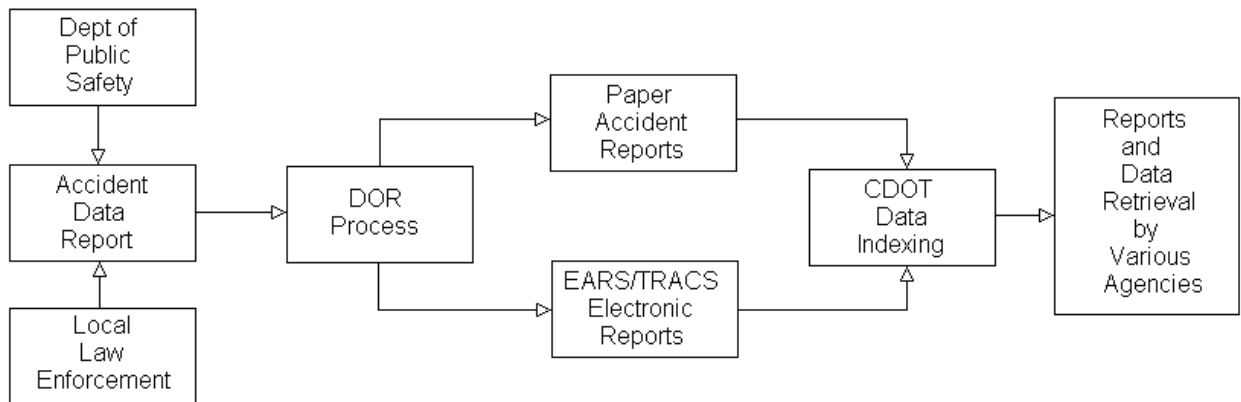 Dept of
Public
Safety
Accident
Data
Report
Local
Law
Enforcement
DOR
Process
Paper
Accident
Reports
EARS/TRACS
Electronic
Reports
CDOT
Data
Indexing
Reports
and
Data
Retrieval
by
Various
Agencies